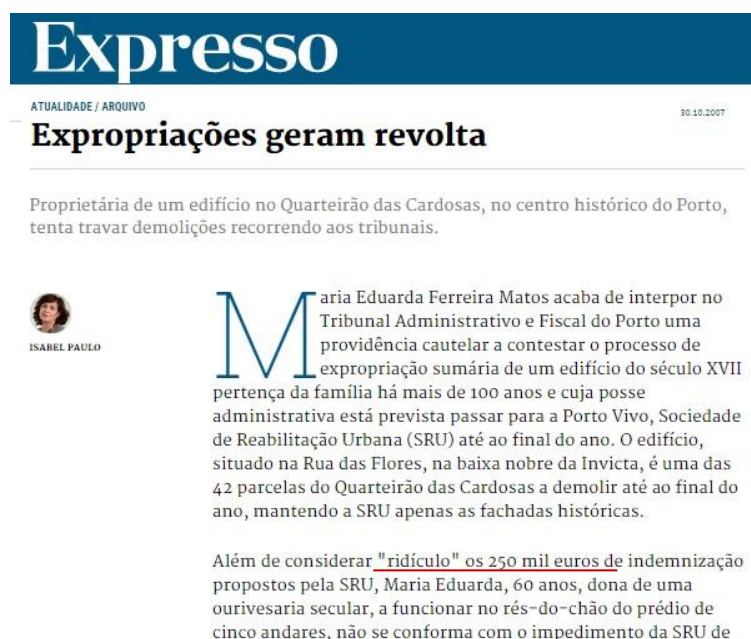 Expresso
ATUALIDADE / ARQUIVO
30.10.2007
Expropriações geram revolta
Proprietária de um edifício no Quarteirão das Cardosas, no centro histórico do Porto,
tenta travar demolições recorrendo aos tribunais.
ISABEL PAULO
Maria Eduarda Ferreira Matos acaba de interpor no
Tribunal Administrativo e Fiscal do Porto uma
providência cautelar a contestar o processo de
expropriação sumária de um edifício do século XVII
pertença da família há mais de 100 anos e cuja posse
administrativa está prevista passar para a Porto Vivo, Sociedade
de Reabilitação Urbana (SRU) até ao final do ano. O edifício,
situado na Rua das Flores, na baixa nobre da Invicta, é uma das
42 parcelas do Quarteirão das Cardosas a demolir até ao final do
ano, mantendo a SRU apenas as fachadas históricas.
Além de considerar "ridículo" os 250 mil euros de indemnização
propostos pela SRU, Maria Eduarda, 60 anos, dona de uma
ourivesaria secular, a funcionar no rés-do-chão do prédio de
cinco andares, não se conforma com o impedimento da SRU de